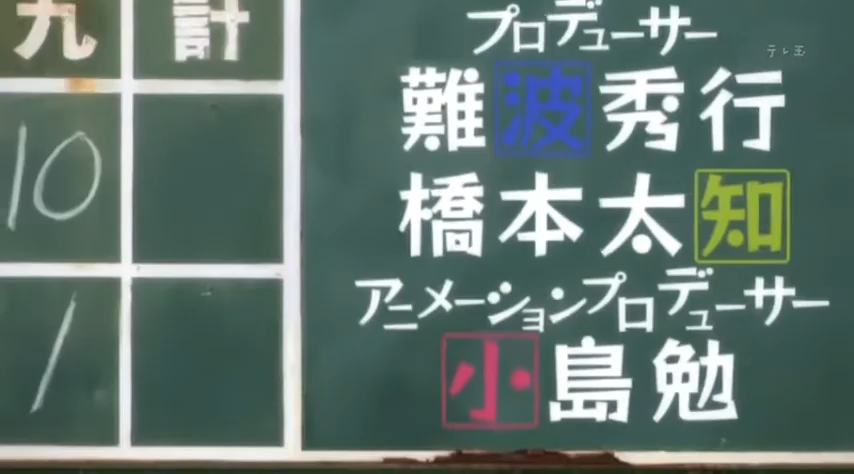 九 計
10
1
プロデューサー
難波秀行
橋本太知
アニメーションプロデューサー
小島勉
テレ玉